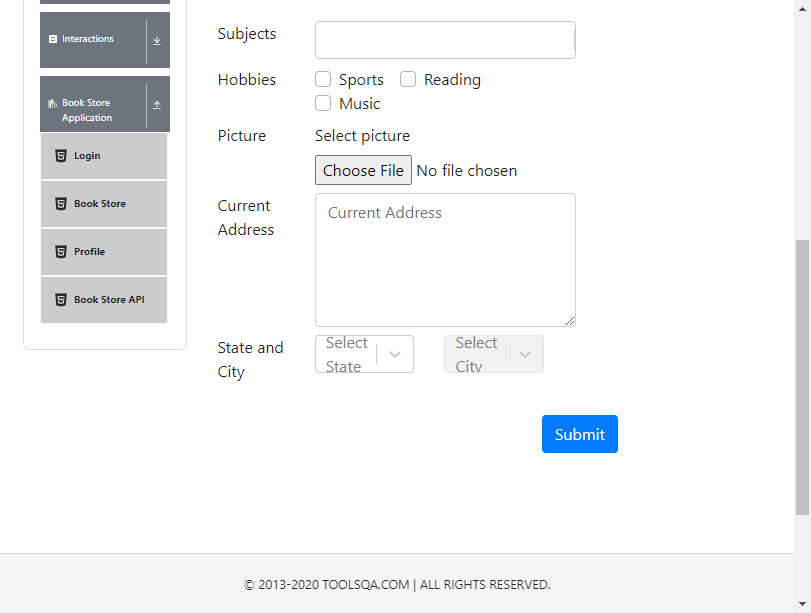 Interactions
Book Store
Application
Login
Book Store
Profile
Book Store API
Subjects
Hobbies
Sports Reading
Music
Picture
Select picture
Choose File No file chosen
Current
Address
Current Address
State and
City
Select
State
Select
City
Submit
© 2013-2020 TOOLSQA.COM | ALL RIGHTS RESERVED.